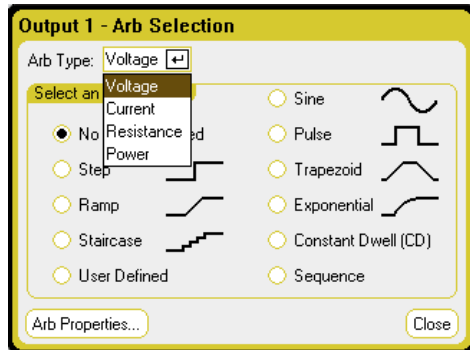 Output 1 - Arb Selection
Arb Type: Voltage
Voltage
Current
Resistance
Power
Select an
No
Step
Ramp
Staircase
User Defined
Sine
Pulse
Trapezoid
Exponential
Constant Dwell (CD)
Sequence
Arb Properties...
Close